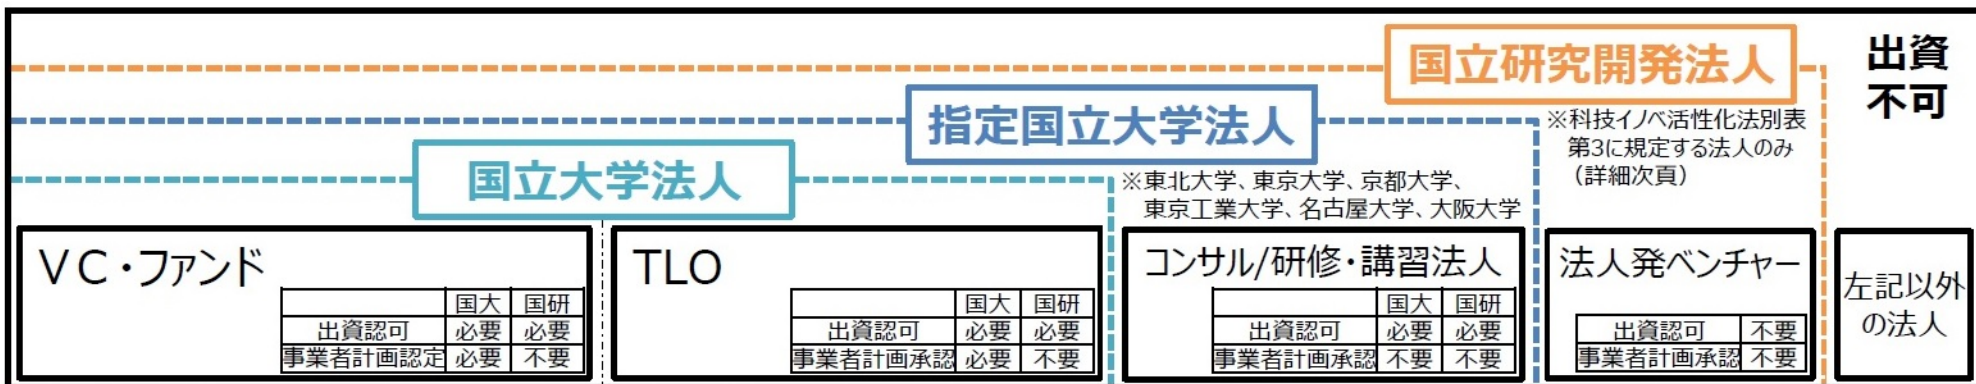 国立研究開発法人
出資
不可
指定国立大学法人
※科技イノベ活性化法別表
第3に規定する法人のみ
（詳細次頁）
国立大学法人
※東北大学、東京大学、京都大学、
東京工業大学、名古屋大学、大阪大学
VC・ファンド
国大 国研
出資認可 必要 必要
事業者計画認定 必要 不要
TLO
国大 国研
出資認可 必要 必要
事業者計画承認 必要 不要
コンサル/研修・講習法人
国大 国研
出資認可 必要 必要
事業者計画承認 不要 不要
法人発ベンチャー
出資認可 不要
事業者計画承認 不要
左記以外
の法人